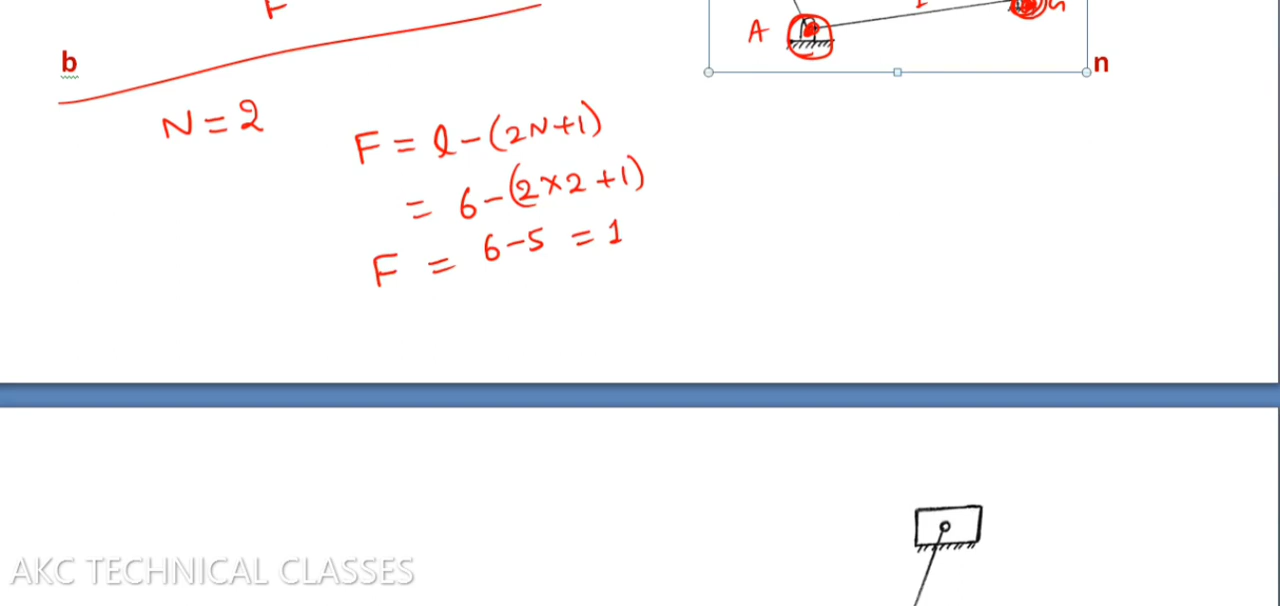 F
A
b
n
N = 2
F = l - (2N+1)
= 6 - (2×2 +1)
F = 6-5 = 1
AKC TECHNICAL CLASSES